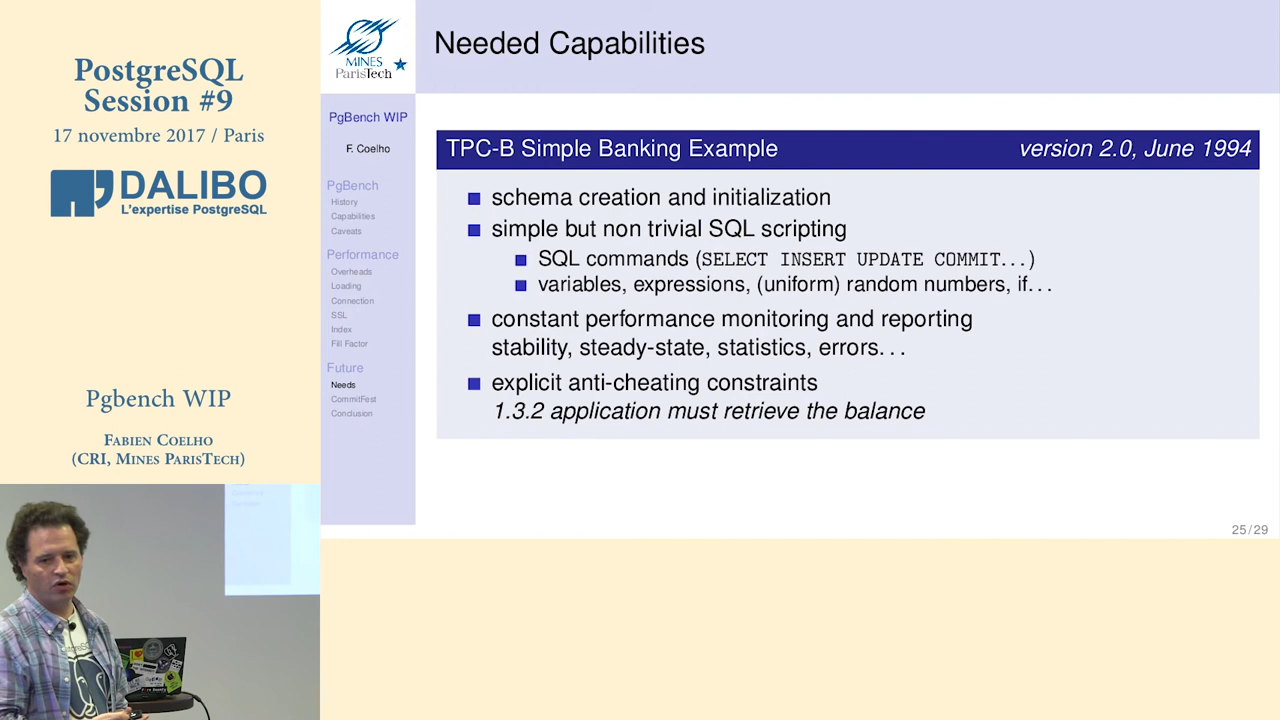 PostgreSQL
Session #9
17 novembre 2017 / Paris
DALIBO
L'expertise PostgreSQL
Pgbench WIP
FABIEN COELHO
(CRI, MINES PARISTECH)
MINES
ParisTech
PgBench WIP
F. Coelho
PgBench
History
Capabilities
Caveats
Performance
Overheads
Loading
Connection
SSL
Index
Fill Factor
Future
Needs
CommitFest
Conclusion
Needed Capabilities
TPC-B Simple Banking Example version 2.0, June 1994
schema creation and initialization
simple but non trivial SQL scripting
SQL commands (SELECT INSERT UPDATE COMMIT...)
variables, expressions, (uniform) random numbers, if...
constant performance monitoring and reporting
stability, steady-state, statistics, errors...
explicit anti-cheating constraints
1.3.2 application must retrieve the balance
25/29